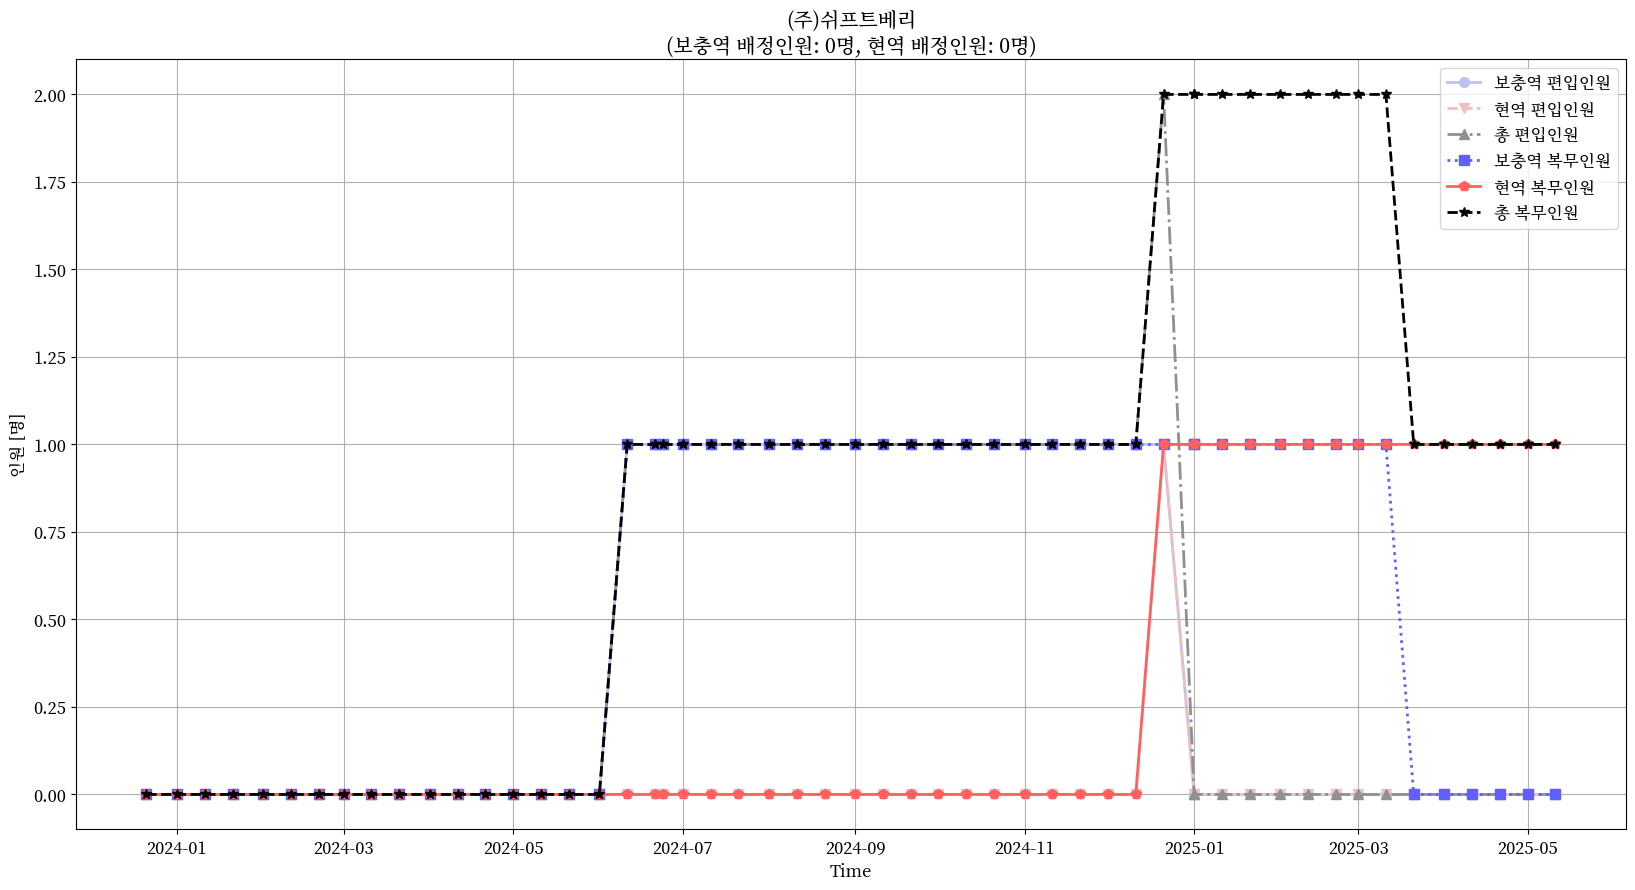 (주)쉬프트베리
(보충역 배정인원: 0명, 현역 배정인원: 0명)
보충역 편입인원
현역 편입인원
총 편입인원
보충역 복무인원
현역 복무인원
총 복무인원
인원 [명]
2.00
1.75
1.50
1.25
1.00
0.75
0.50
0.25
0.00
2024-01 2024-03 2024-05 2024-07 2024-09 2024-11 2025-01 2025-03 2025-05
Time